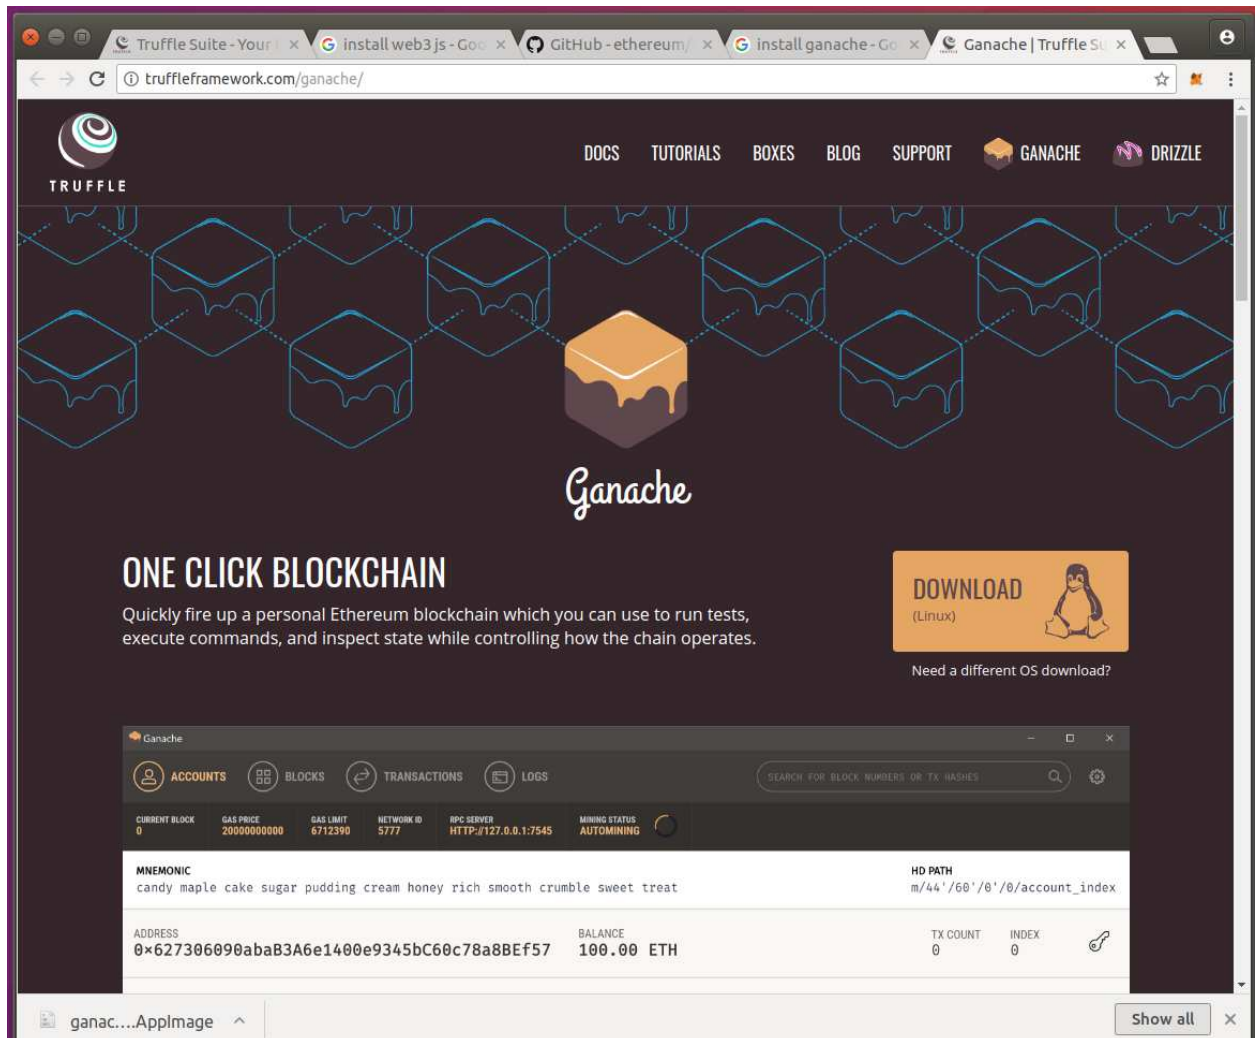 Truffle Suite - Your
install web3 js - Goo
GitHub - ethereum/
install ganache - Go
Ganache | Truffle Su
truffleframework.com/ganache/
TRUFFLE
DOCS TUTORIALS BOXES BLOG SUPPORT GANACHE DRIZZLE
Ganache
ONE CLICK BLOCKCHAIN
Quickly fire up a personal Ethereum blockchain which you can use to run tests,
execute commands, and inspect state while controlling how the chain operates.
DOWNLOAD
(Linux)
Need a different OS download?
Ganache
ACCOUNTS BLOCKS TRANSACTIONS LOGS SEARCH FOR BLOCK NUMBERS OR TX HASHES
CURRENT BLOCK GAS PRICE GAS LIMIT NETWORK ID RPC SERVER MINING STATUS
0 20000000000 6712390 5777 HTTP://127.0.0.1:7545 AUTOMINING
MNEMONIC HD PATH
candy maple cake sugar pudding cream honey rich smooth crumble sweet treat m/44'/60'/0'/0/account_index
ADDRESS BALANCE TX COUNT INDEX
0×627306090abaB3A6e1400e9345bC60c78a8BEf57 100.00 ETH 0 0
ganac....AppImage Show all